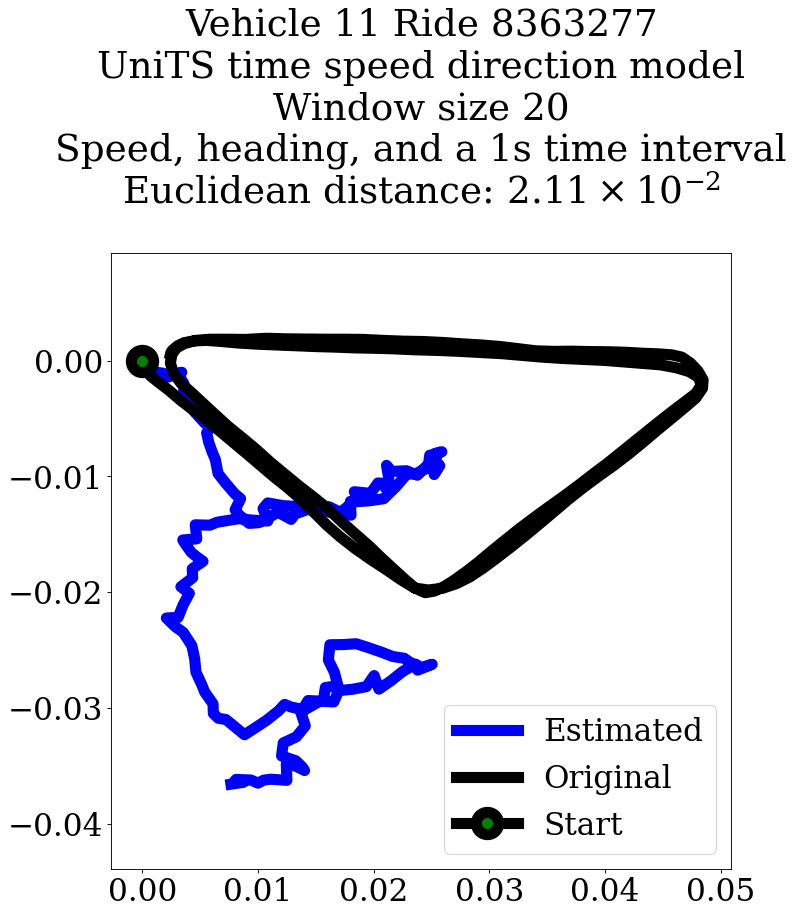 Vehicle 11 Ride 8363277
UniTS time speed direction model
Window size 20
Speed, heading, and a 1s time interval
Euclidean distance: 2.11 × 10⁻²
0.00
−0.01
−0.02
−0.03
−0.04
Estimated
Original
Start
0.00 0.01 0.02 0.03 0.04 0.05